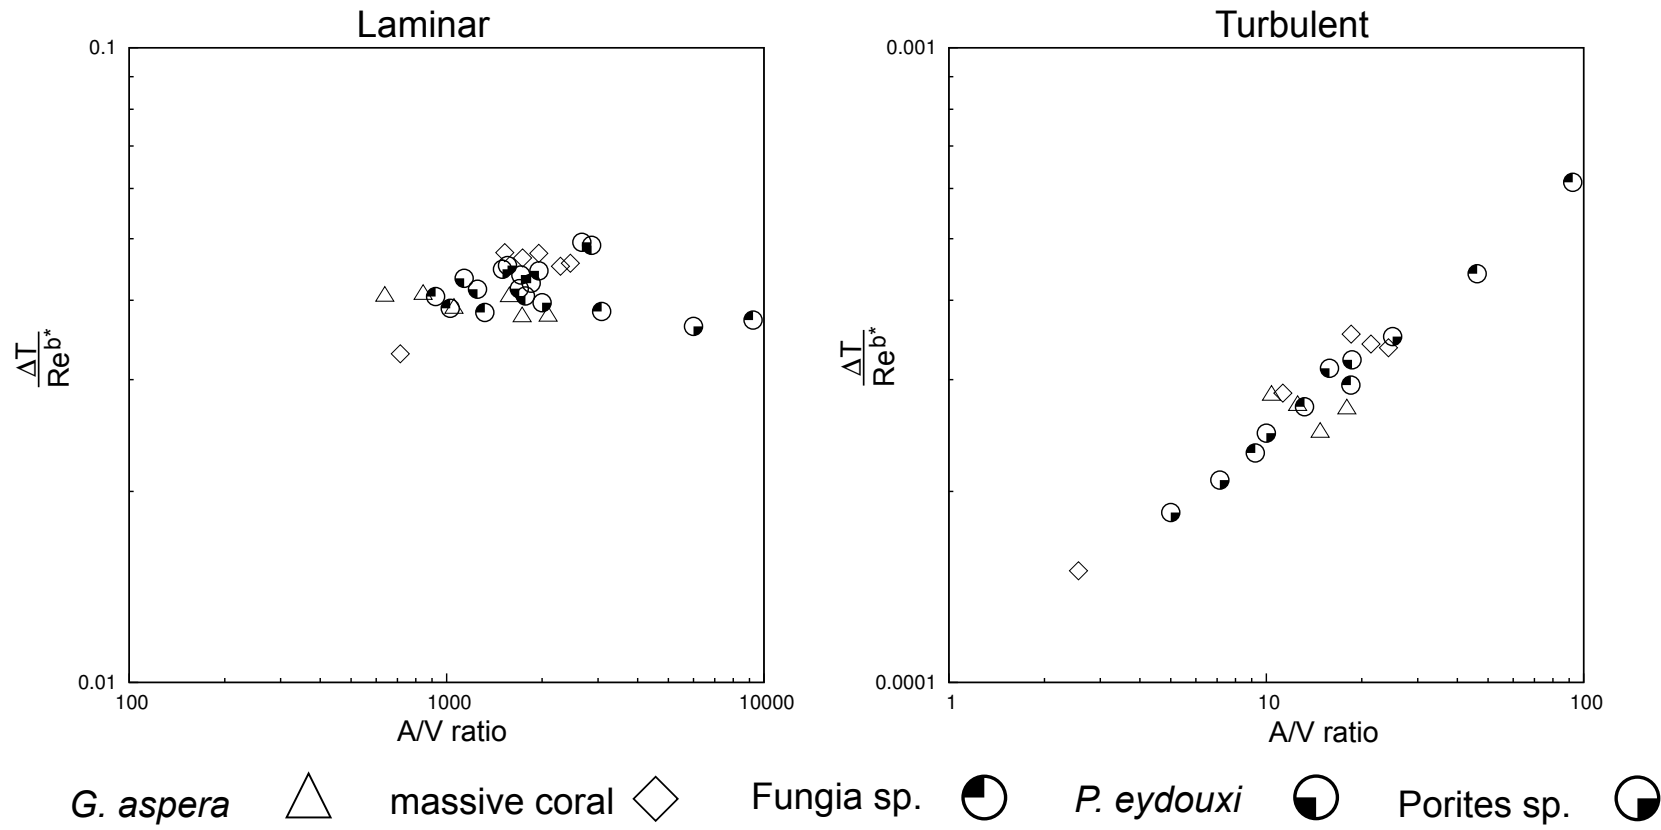 Laminar
Turbulent
0.1
0.01
100
1000
10000
A/V ratio
ΔT
Re^b*
0.001
0.0001
1
10
100
A/V ratio
ΔT
Re^b*
G. aspera massive coral Fungia sp. P. eydouxi Porites sp.